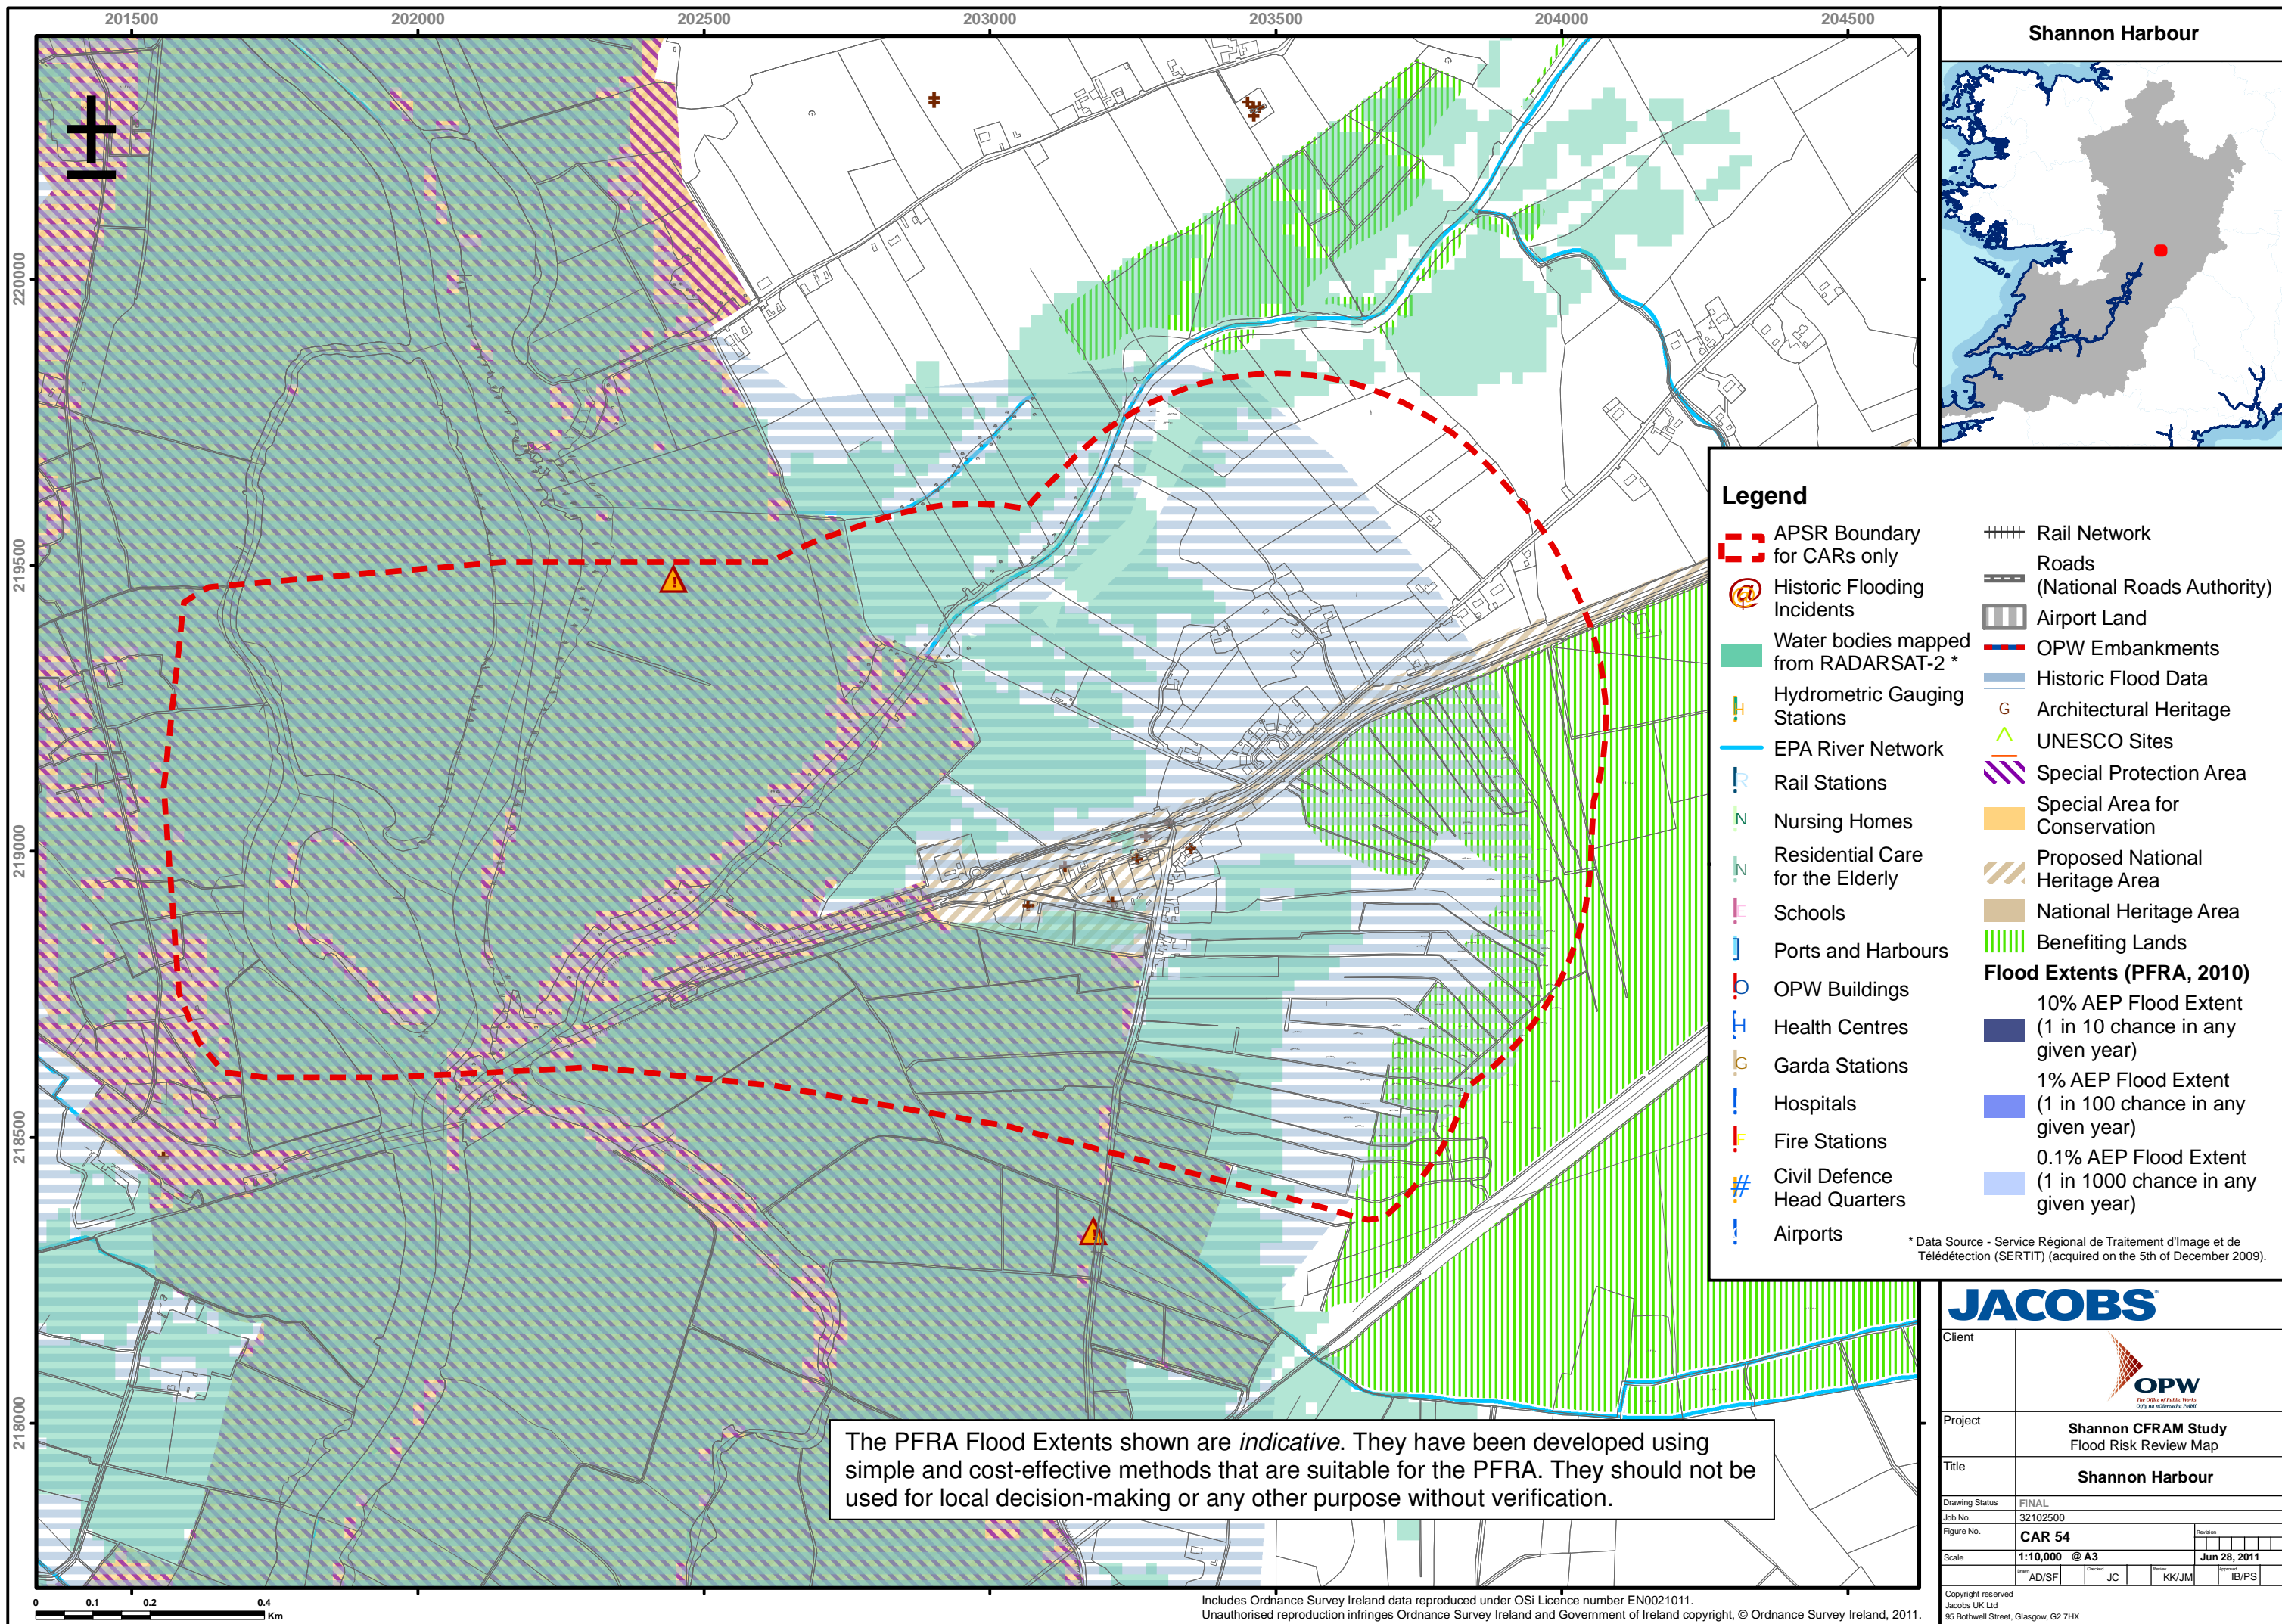 201500
202000
202500
203000
203500
204000
204500
220000
219500
219000
218500
218000
Shannon Harbour
Legend
APSR Boundary
for CARs only
Historic Flooding
Incidents
Water bodies mapped
from RADARSAT-2 *
Hydrometric Gauging
Stations
EPA River Network
Rail Stations
Nursing Homes
Residential Care
for the Elderly
Schools
Ports and Harbours
OPW Buildings
Health Centres
Garda Stations
Hospitals
Fire Stations
Civil Defence
Head Quarters
Airports
Rail Network
Roads
(National Roads Authority)
Airport Land
OPW Embankments
Historic Flood Data
Architectural Heritage
UNESCO Sites
Special Protection Area
Special Area for
Conservation
Proposed National
Heritage Area
National Heritage Area
Benefiting Lands
Flood Extents (PFRA, 2010)
10% AEP Flood Extent
(1 in 10 chance in any
given year)
1% AEP Flood Extent
(1 in 100 chance in any
given year)
0.1% AEP Flood Extent
(1 in 1000 chance in any
given year)
* Data Source - Service Régional de Traitement d'Image et de
Télédétection (SERTIT) (acquired on the 5th of December 2009).
The PFRA Flood Extents shown are indicative. They have been developed using
simple and cost-effective methods that are suitable for the PFRA. They should not be
used for local decision-making or any other purpose without verification.
JACOBS
Client
OPW
The Office of Public Works
Oifig na nOibreacha Poiblí
Project
Shannon CFRAM Study
Flood Risk Review Map
Title
Shannon Harbour
Drawing Status FINAL
Job No. 32102500
Figure No. CAR 54 Revision
Scale 1:10,000 @ A3 Jun 28, 2011
Drawn AD/SF Checked JC Review KK/JM Approved IB/PS
Copyright reserved
Jacobs UK Ltd
95 Bothwell Street, Glasgow, G2 7HX
0 0.1 0.2 0.4
Km
Includes Ordnance Survey Ireland data reproduced under OSi Licence number EN0021011.
Unauthorised reproduction infringes Ordnance Survey Ireland and Government of Ireland copyright, © Ordnance Survey Ireland, 2011.